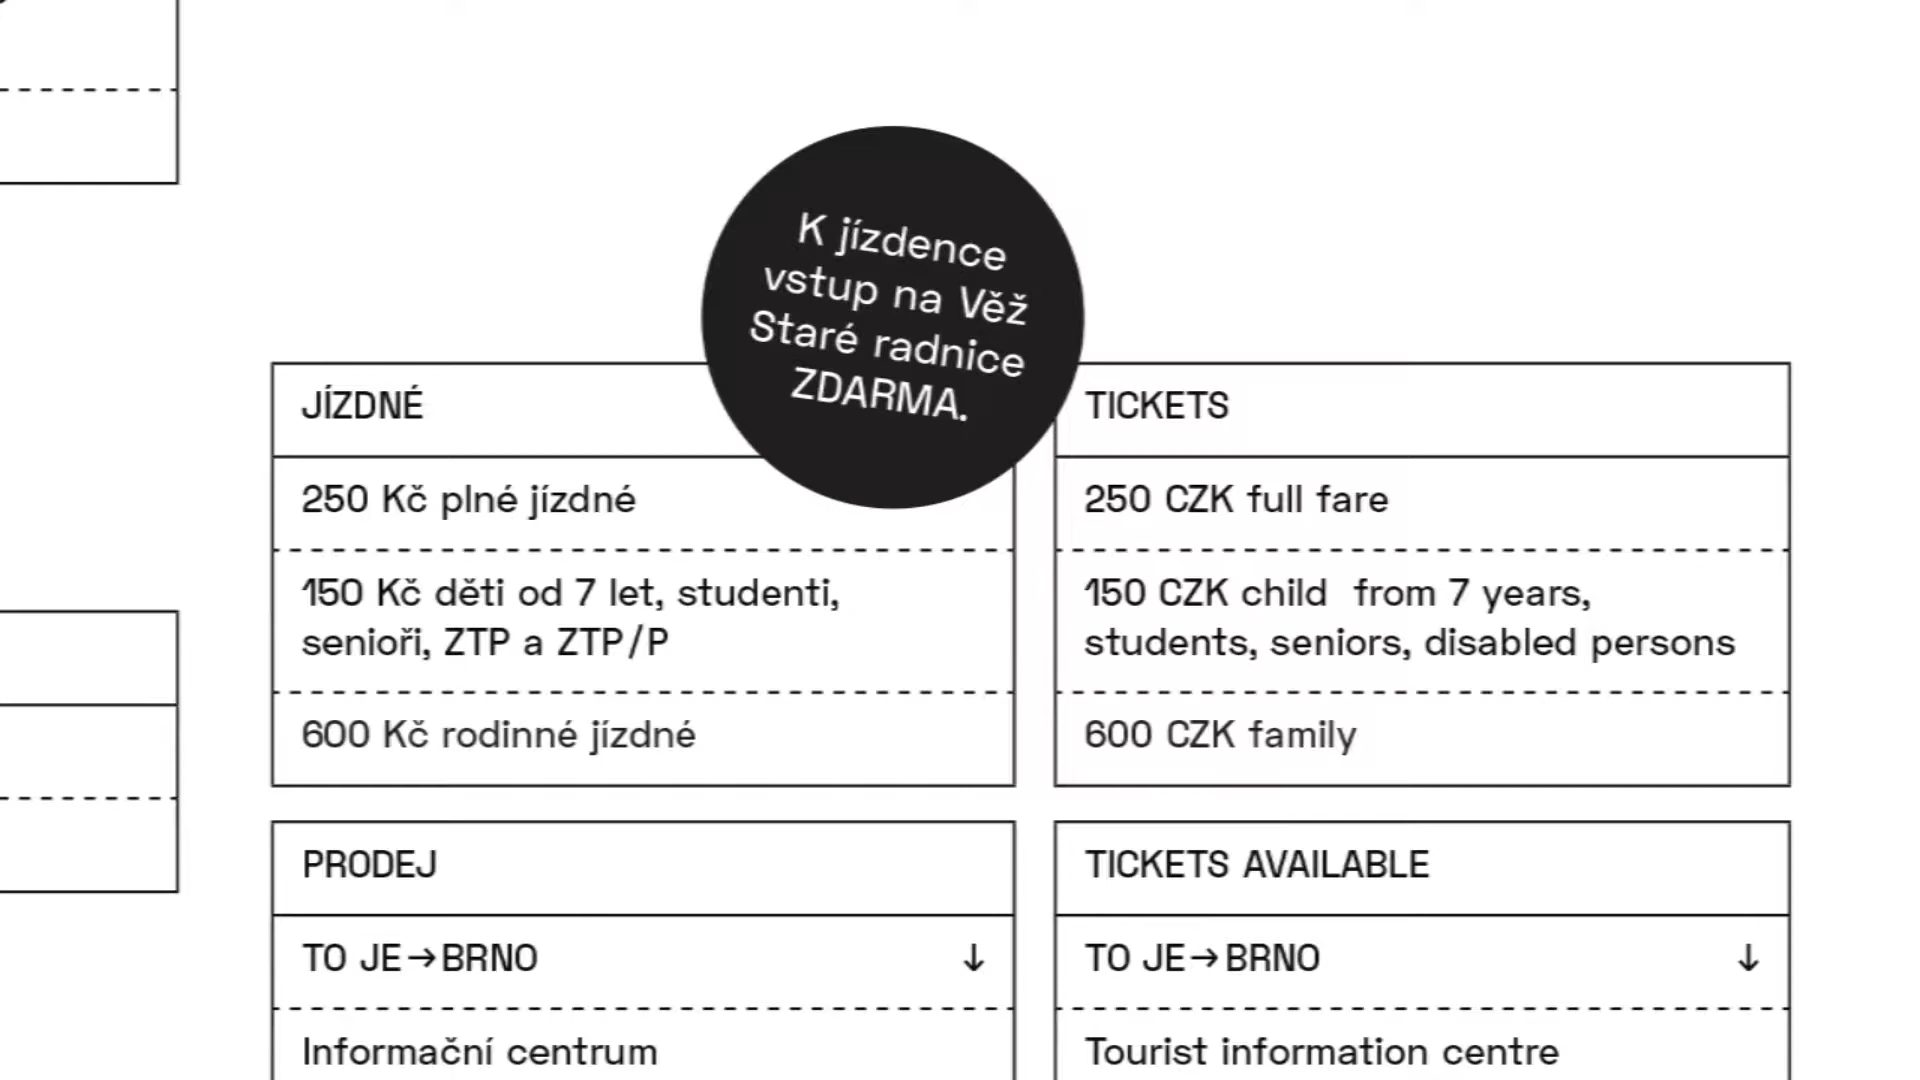 K jízdence
vstup na Věž
Staré radnice
ZDARMA.
JÍZDNÉ
250 Kč plné jízdné
150 Kč děti od 7 let, studenti,
senioři, ZTP a ZTP/P
600 Kč rodinné jízdné
TICKETS
250 CZK full fare
150 CZK child  from 7 years,
students, seniors, disabled persons
600 CZK family
PRODEJ
TO JE→BRNO ↓
Informační centrum
TICKETS AVAILABLE
TO JE→BRNO ↓
Tourist information centre